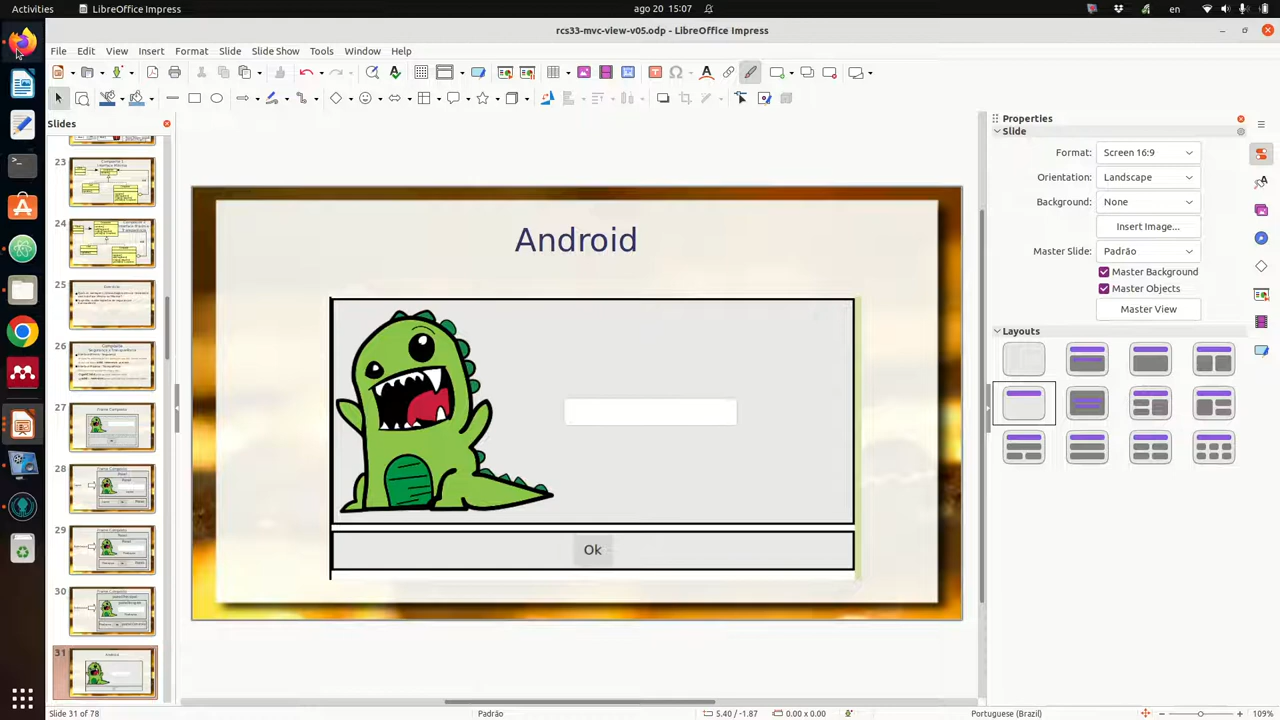 Activities
LibreOffice Impress
ago 20 15:07
en
rcs33-mvc-view-v05.odp - LibreOffice Impress
File Edit View Insert Format Slide Slide Show Tools Window Help
Slides
23
24
25
26
27
28
29
30
31
Android
Ok
Properties
Slide
Format: Screen 16:9
Orientation: Landscape
Background: None
Insert Image...
Master Slide: Padrão
Master Background
Master Objects
Master View
Layouts
Slide 31 of 78
Padrão
5.40 / -1.87
0.00 x 0.00
Portuguese (Brazil)
109%